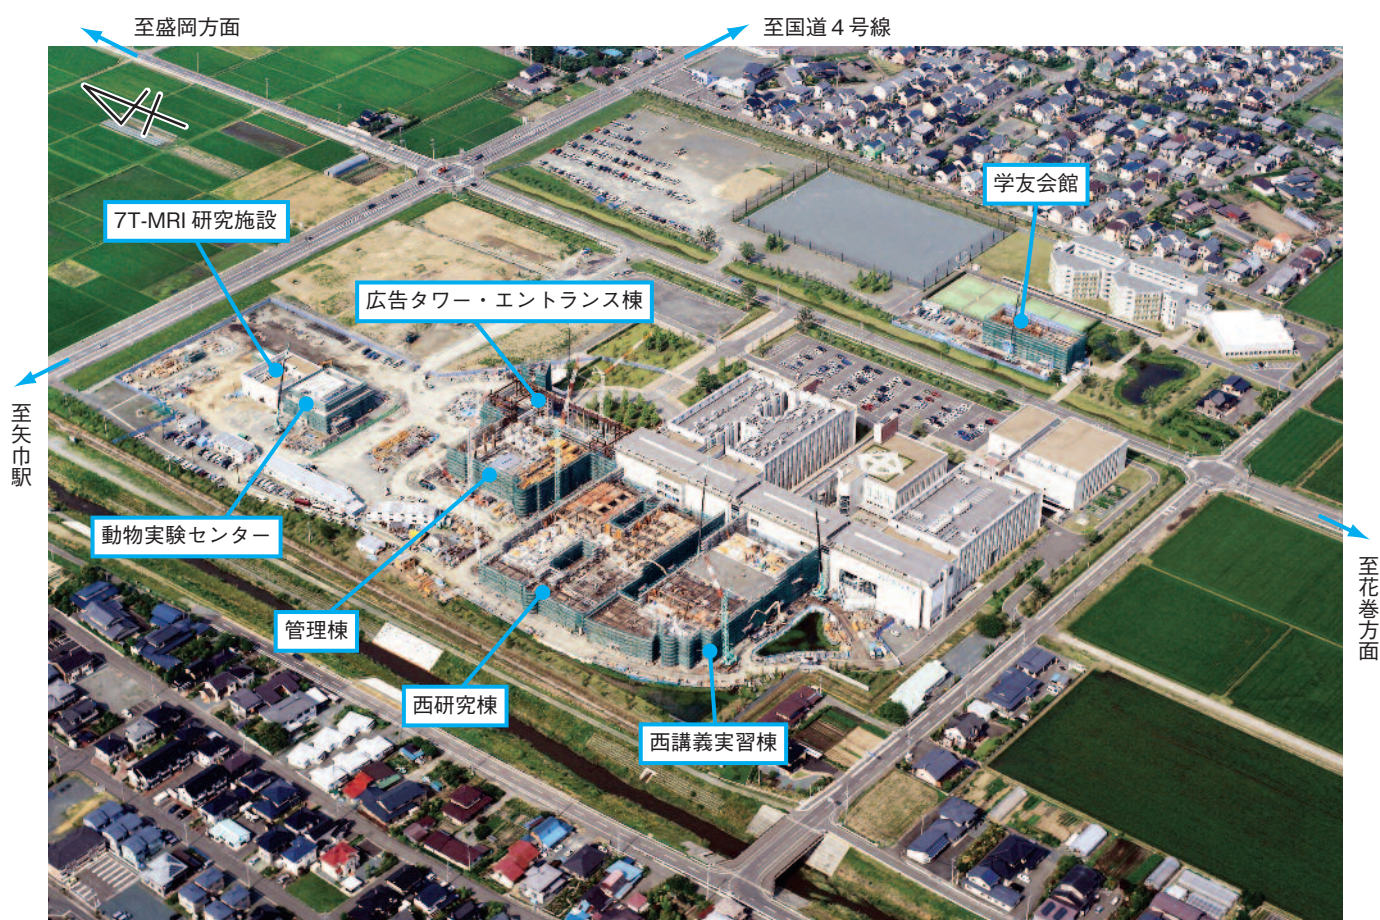 至盛岡方面
至国道4号線
学友会館
7T-MRI 研究施設
広告タワー・エントランス棟
至矢巾駅
動物実験センター
至花巻方面
管理棟
西研究棟
西講義実習棟